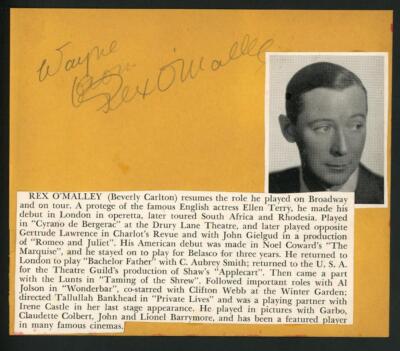 Wayne
from
Rex O'Malley
REX O'MALLEY (Beverly Carlton) resumes the role he played on Broadway
and on tour. A protege of the famous English actress Ellen Terry, he made his
debut in London in operetta, later toured South Africa and Rhodesia. Played
in "Cyrano de Bergerac" at the Drury Lane Theatre, and later played opposite
Gertrude Lawrence in Charlot's Revue and with John Gielgud in a production
of "Romeo and Juliet". His American debut was made in Noel Coward's "The
Marquise", and he stayed on to play for Belasco for three years. He returned to
London to play "Bachelor Father" with C. Aubrey Smith; returned to the U. S. A.
for the Theatre Guild's production of Shaw's "Applecart". Then came a part
with the Lunts in "Taming of the Shrew". Followed important roles with Al
Jolson in "Wonderbar", co-starred with Clifton Webb at the Winter Garden;
directed Tallullah Bankhead in "Private Lives" and was a playing partner with
Irene Castle in her last stage appearance. He played in pictures with Garbo,
Claudette Colbert, John and Lionel Barrymore, and has been a featured player
in many famous cinemas.